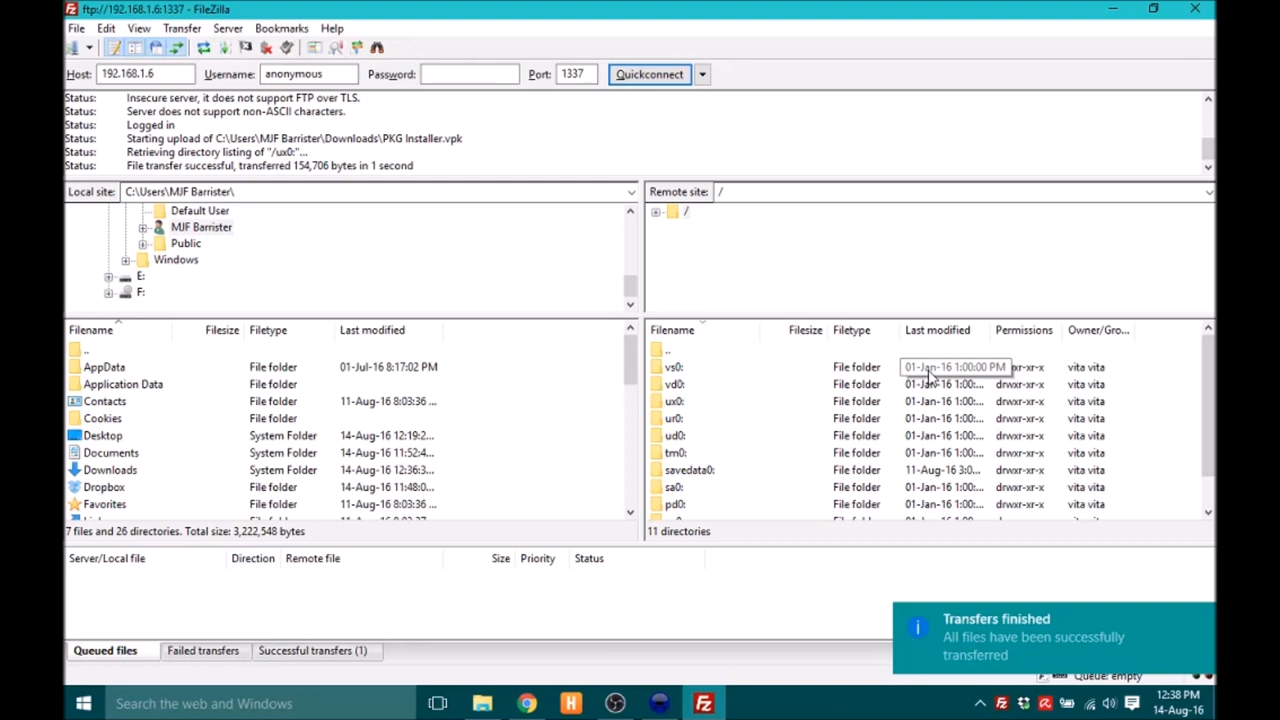 ftp://192.168.1.6:1337 - FileZilla
File Edit View Transfer Server Bookmarks Help
Host: 192.168.1.6 Username: anonymous Password: Port: 1337 Quickconnect
Status: Insecure server, it does not support FTP over TLS.
Status: Server does not support non-ASCII characters.
Status: Logged in
Status: Starting upload of C:\Users\MJF Barrister\Downloads\PKG Installer.vpk
Status: Retrieving directory listing of "/ux0:"...
Status: File transfer successful, transferred 154,706 bytes in 1 second
Local site: C:\Users\MJF Barrister\
Default User
MJF Barrister
Public
Windows
E:
F:
Remote site: /
/
Filename Filesize Filetype Last modified
..
AppData File folder 01-Jul-16 8:17:02 PM
Application Data File folder
Contacts File folder 11-Aug-16 8:03:36 ...
Cookies File folder
Desktop System Folder 14-Aug-16 12:19:2...
Documents System Folder 14-Aug-16 11:52:4...
Downloads System Folder 14-Aug-16 12:36:3...
Dropbox File folder 14-Aug-16 11:48:0...
Favorites File folder 11-Aug-16 8:03:36 ...
7 files and 26 directories. Total size: 3,222,548 bytes
Filename Filesize Filetype Last modified Permissions Owner/Gro...
..
vs0: File folder 01-Jan-16 1:00:00 PM xr-x vita vita
vd0: File folder 01-Jan-16 1:00:... drwxr-xr-x vita vita
ux0: File folder 01-Jan-16 1:00:... drwxr-xr-x vita vita
ur0: File folder 01-Jan-16 1:00:... drwxr-xr-x vita vita
ud0: File folder 01-Jan-16 1:00:... drwxr-xr-x vita vita
tm0: File folder 01-Jan-16 1:00:... drwxr-xr-x vita vita
savedata0: File folder 11-Aug-16 3:0... drwxr-xr-x vita vita
sa0: File folder 01-Jan-16 1:00:... drwxr-xr-x vita vita
pd0: File folder 01-Jan-16 1:00:... drwxr-xr-x vita vita
11 directories
Server/Local file Direction Remote file Size Priority Status
Queued files Failed transfers Successful transfers (1)
Transfers finished
All files have been successfully
transferred
Queue: empty
Search the web and Windows
12:38 PM
14-Aug-16